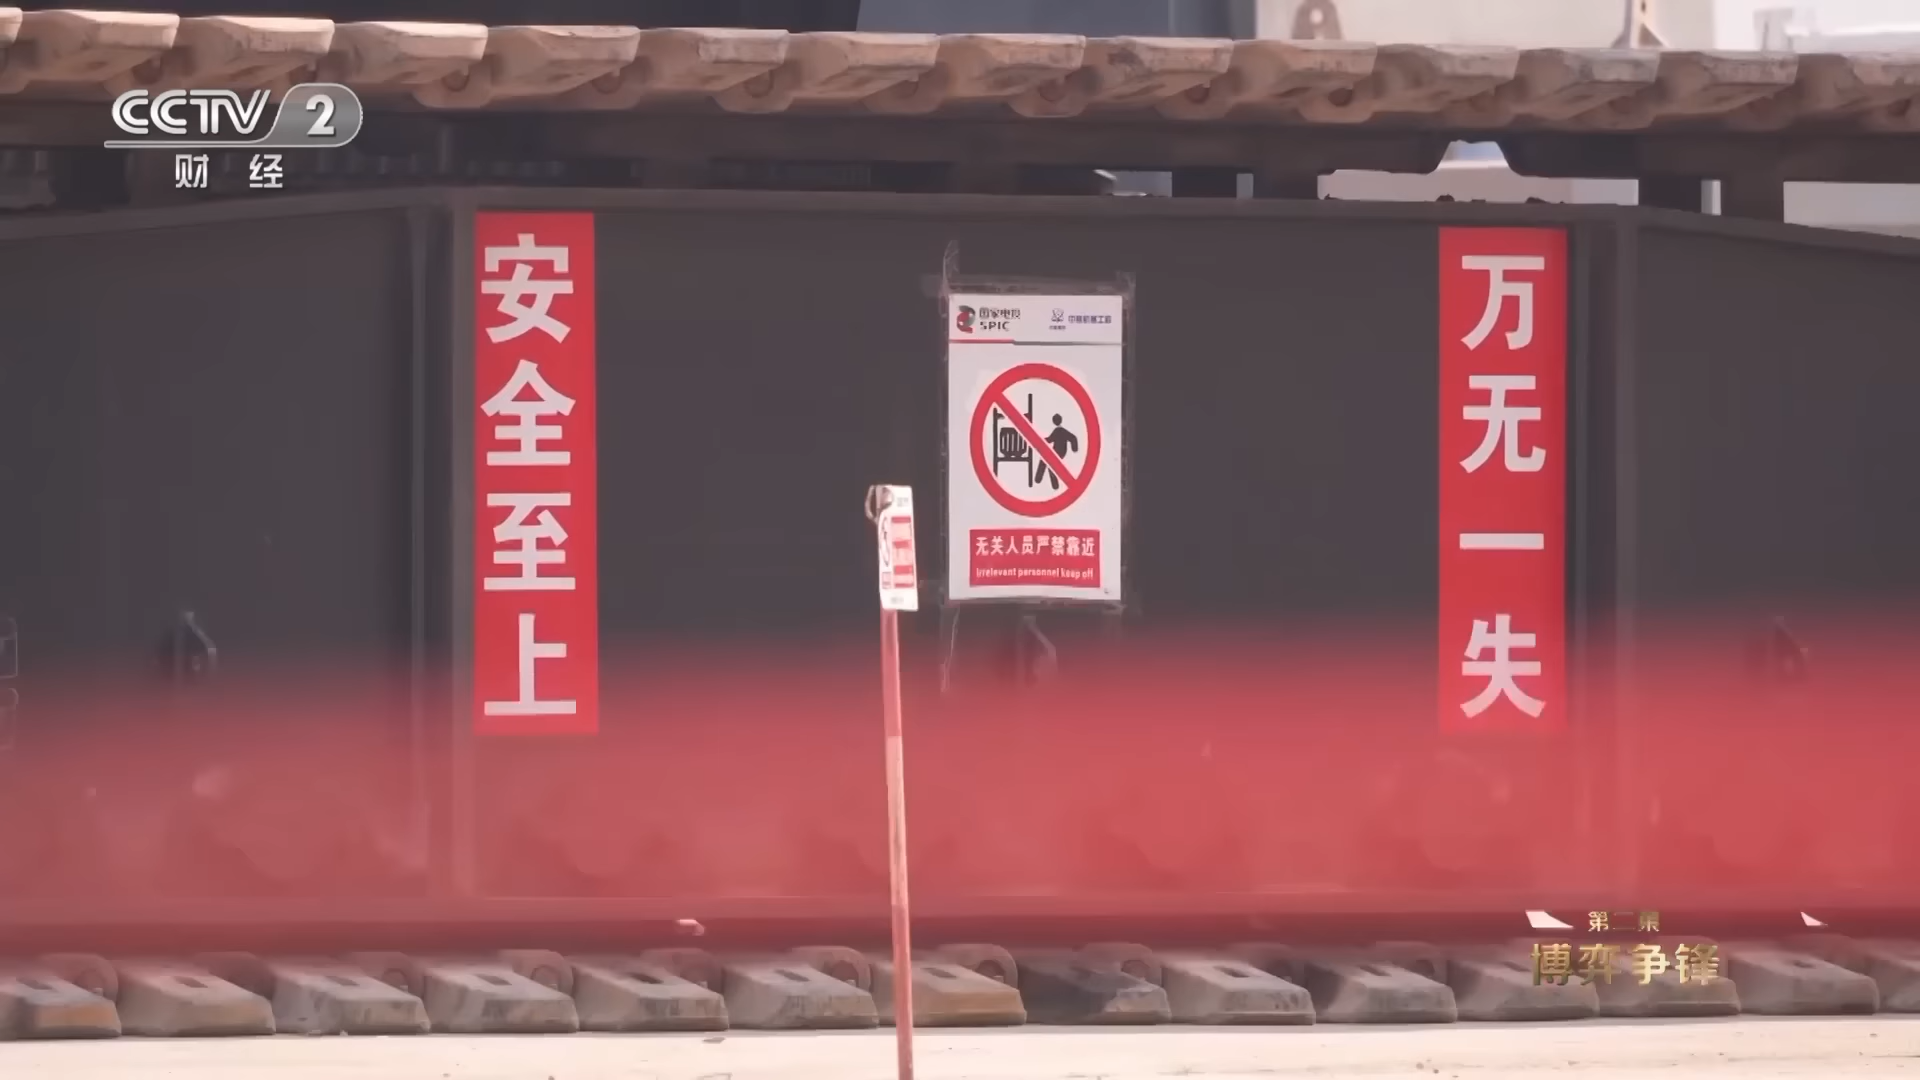 CCTV 2
财经
安全至上
国家电投
SPIC
无关人员严禁靠近
Irrelevant personnel keep off
万无一失
第二集
博弈争锋